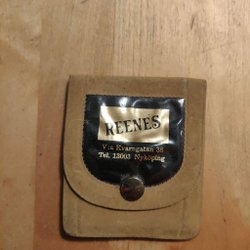 REENES
V:a Kvarngatan 38
Tel. 13003 Nyköping